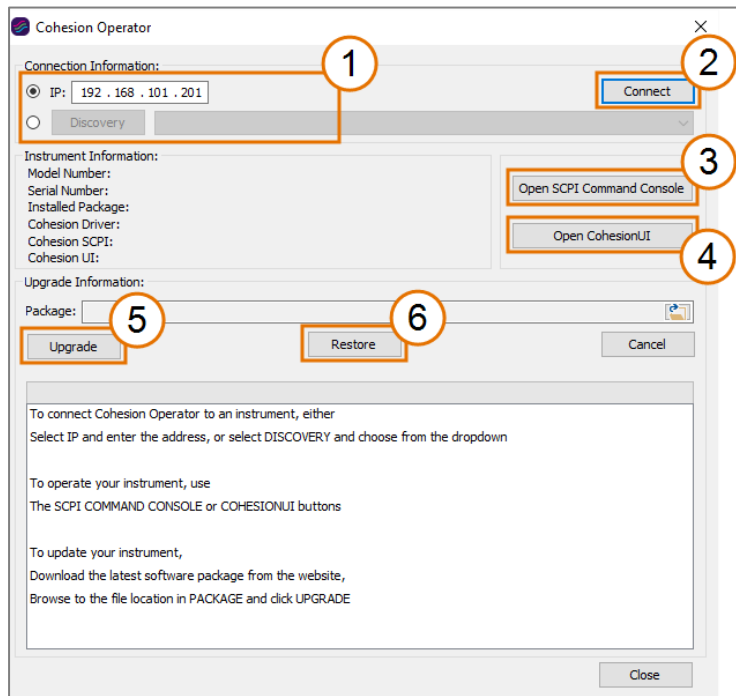 Cohesion Operator
Connection Information:
1
2
IP: 192 . 168 . 101 . 201
Connect
Discovery
Instrument Information:
3
Model Number:
Serial Number:
Open SCPI Command Console
Installed Package:
Cohesion Driver:
Open CohesionUI
Cohesion SCPI:
4
Cohesion UI:
Upgrade Information:
Package:
5
6
Upgrade
Restore
Cancel
To connect Cohesion Operator to an instrument, either
Select IP and enter the address, or select DISCOVERY and choose from the dropdown
To operate your instrument, use
The SCPI COMMAND CONSOLE or COHESIONUI buttons
To update your instrument,
Download the latest software package from the website,
Browse to the file location in PACKAGE and click UPGRADE
Close